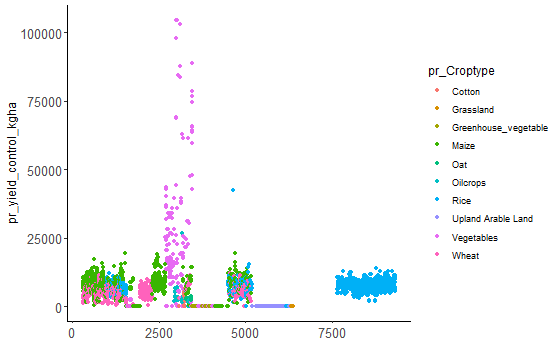 pr_yield_control_kgha
100000
75000
50000
25000
0
0
2500
5000
7500
pr_Croptype
Cotton
Grassland
Greenhouse_vegetable
Maize
Oat
Oilcrops
Rice
Upland Arable Land
Vegetables
Wheat